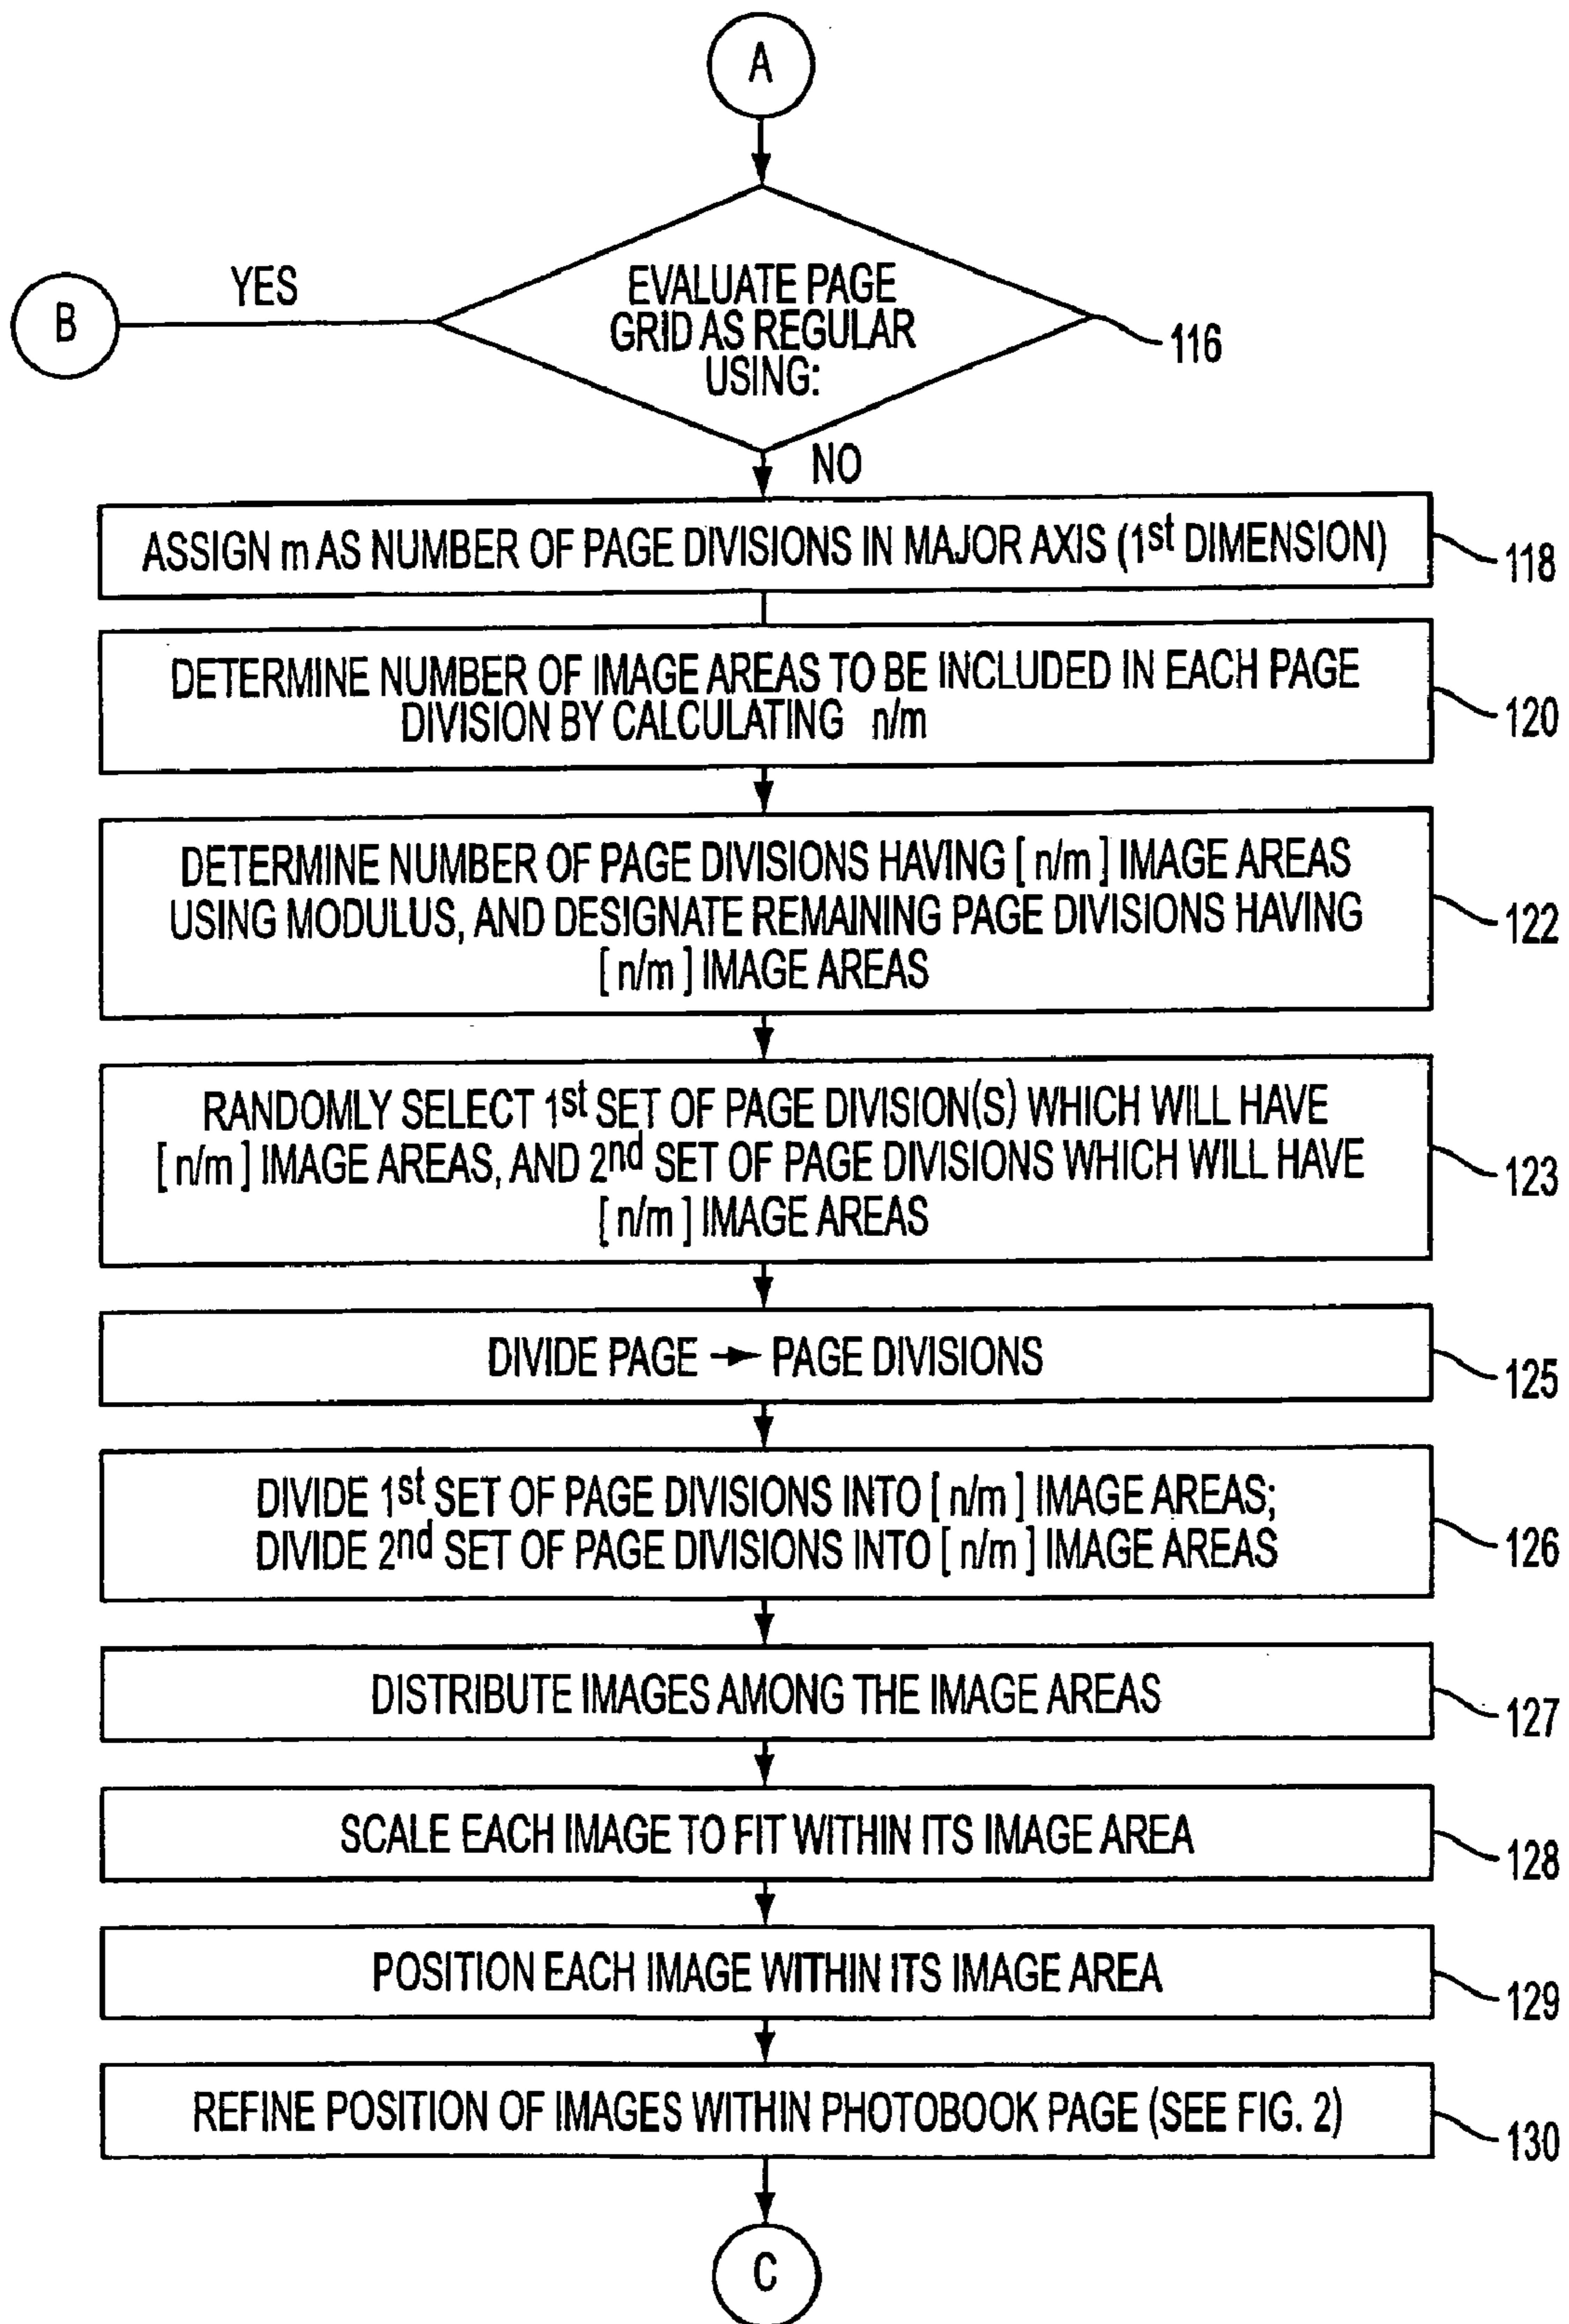 A
EVALUATE PAGE
GRID AS REGULAR
USING:
116
YES
B
NO
ASSIGN m AS NUMBER OF PAGE DIVISIONS IN MAJOR AXIS (1st DIMENSION)
118
DETERMINE NUMBER OF IMAGE AREAS TO BE INCLUDED IN EACH PAGE
DIVISION BY CALCULATING n/m
120
DETERMINE NUMBER OF PAGE DIVISIONS HAVING [ n/m ] IMAGE AREAS
USING MODULUS, AND DESIGNATE REMAINING PAGE DIVISIONS HAVING
[ n/m ] IMAGE AREAS
122
RANDOMLY SELECT 1st SET OF PAGE DIVISION(S) WHICH WILL HAVE
[ n/m ] IMAGE AREAS, AND 2nd SET OF PAGE DIVISIONS WHICH WILL HAVE
[ n/m ] IMAGE AREAS
123
DIVIDE PAGE → PAGE DIVISIONS
125
DIVIDE 1st SET OF PAGE DIVISIONS INTO [ n/m ] IMAGE AREAS;
DIVIDE 2nd SET OF PAGE DIVISIONS INTO [ n/m ] IMAGE AREAS
126
DISTRIBUTE IMAGES AMONG THE IMAGE AREAS
127
SCALE EACH IMAGE TO FIT WITHIN ITS IMAGE AREA
128
POSITION EACH IMAGE WITHIN ITS IMAGE AREA
129
REFINE POSITION OF IMAGES WITHIN PHOTOBOOK PAGE (SEE FIG. 2)
130
C